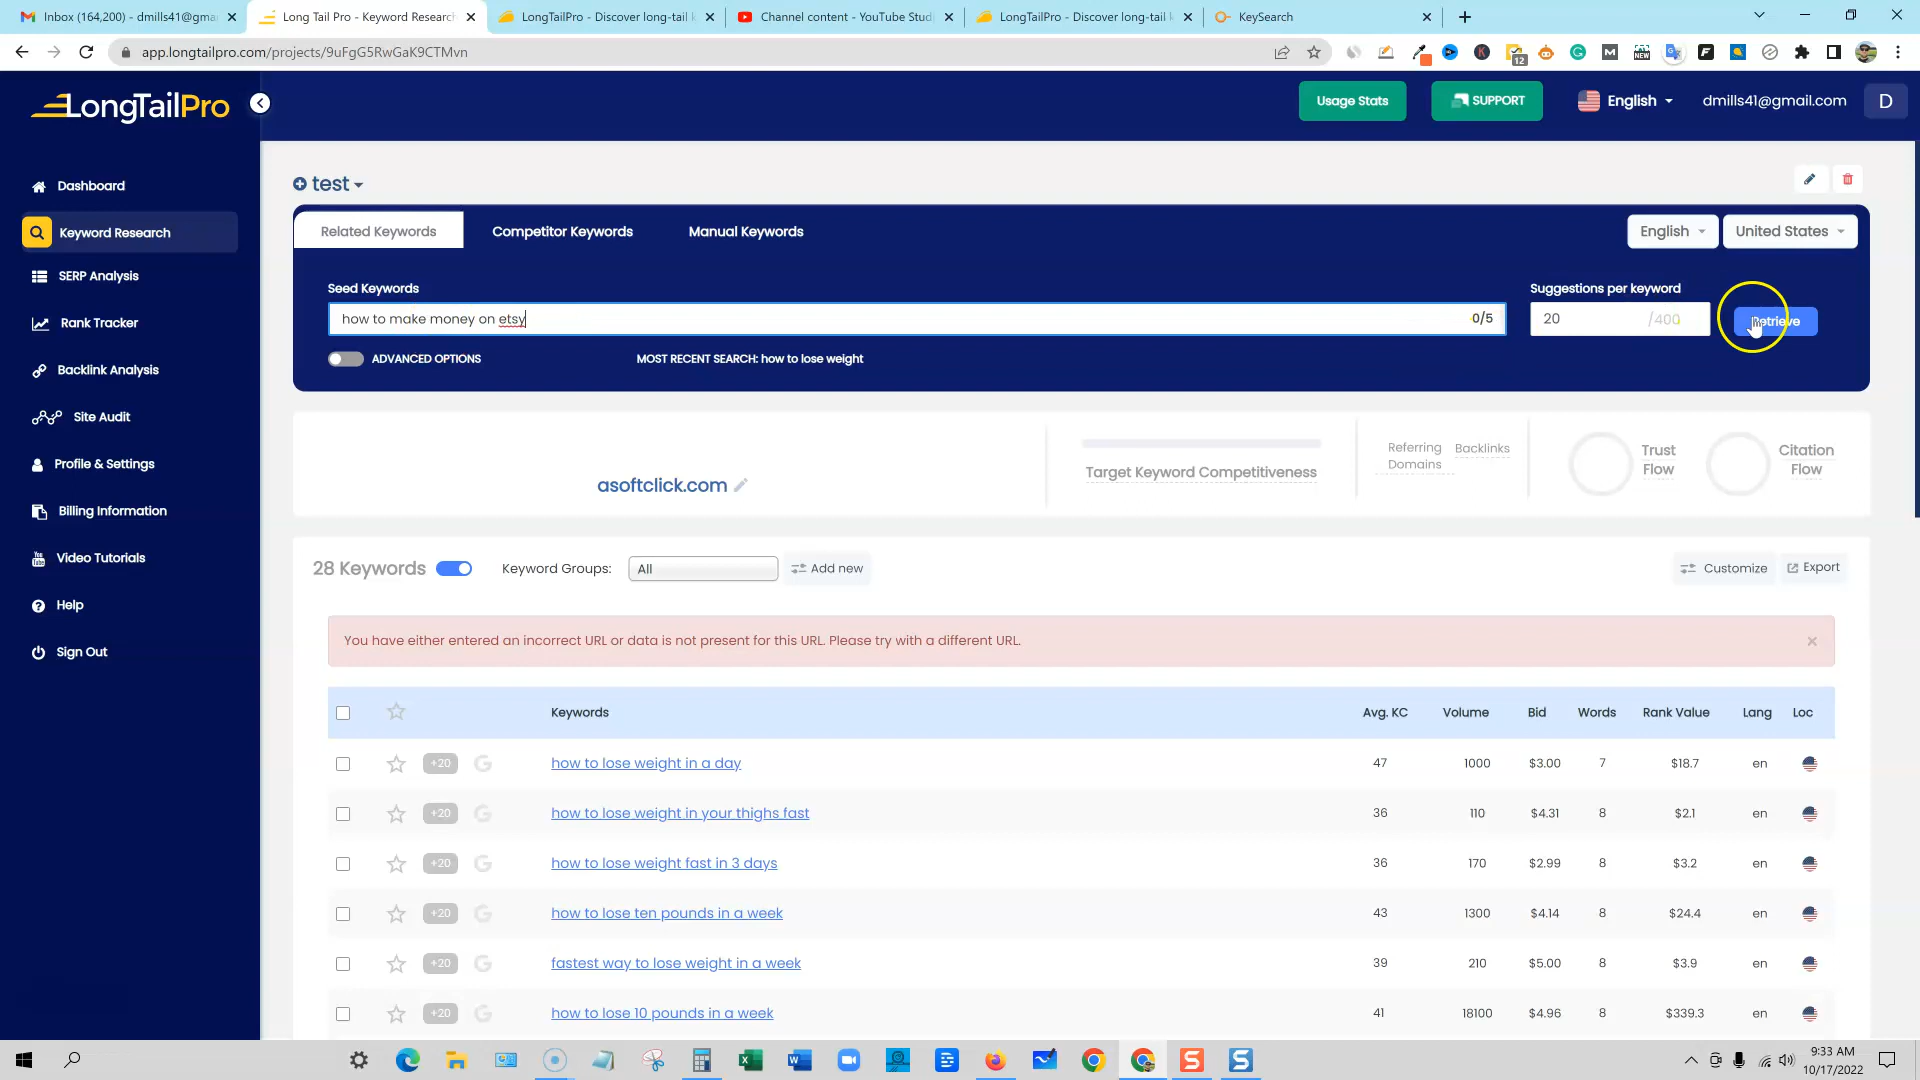 Inbox (164,200) - dmills41@gma
Long Tail Pro - Keyword Research
LongTailPro - Discover long-tail k
Channel content - YouTube Studi
LongTailPro - Discover long-tail k
KeySearch
app.longtailpro.com/projects/9uFgG5RwGaK9CTMvn
12
NEW
LongTailPro
Usage Stats
SUPPORT
English
dmills41@gmail.com
D
Dashboard
Keyword Research
SERP Analysis
Rank Tracker
Backlink Analysis
Site Audit
Profile & Settings
Billing Information
Video Tutorials
Help
Sign Out
test
Related Keywords
Competitor Keywords
Manual Keywords
English
United States
Seed Keywords
Suggestions per keyword
how to make money on etsy
0/5
20
/400
Retrieve
ADVANCED OPTIONS
MOST RECENT SEARCH: how to lose weight
asoftclick.com
Target Keyword Competitiveness
Referring Domains
Backlinks
Trust Flow
Citation Flow
28 Keywords
Keyword Groups:
All
Add new
Customize
Export
You have either entered an incorrect URL or data is not present for this URL. Please try with a different URL.
Keywords Avg. KC Volume Bid Words Rank Value Lang Loc
+20 how to lose weight in a day 47 1000 $3.00 7 $18.7 en
+20 how to lose weight in your thighs fast 36 110 $4.31 8 $2.1 en
+20 how to lose weight fast in 3 days 36 170 $2.99 8 $3.2 en
+20 how to lose ten pounds in a week 43 1300 $4.14 8 $24.4 en
+20 fastest way to lose weight in a week 39 210 $5.00 8 $3.9 en
+20 how to lose 10 pounds in a week 41 18100 $4.96 8 $339.3 en
9:33 AM
10/17/2022